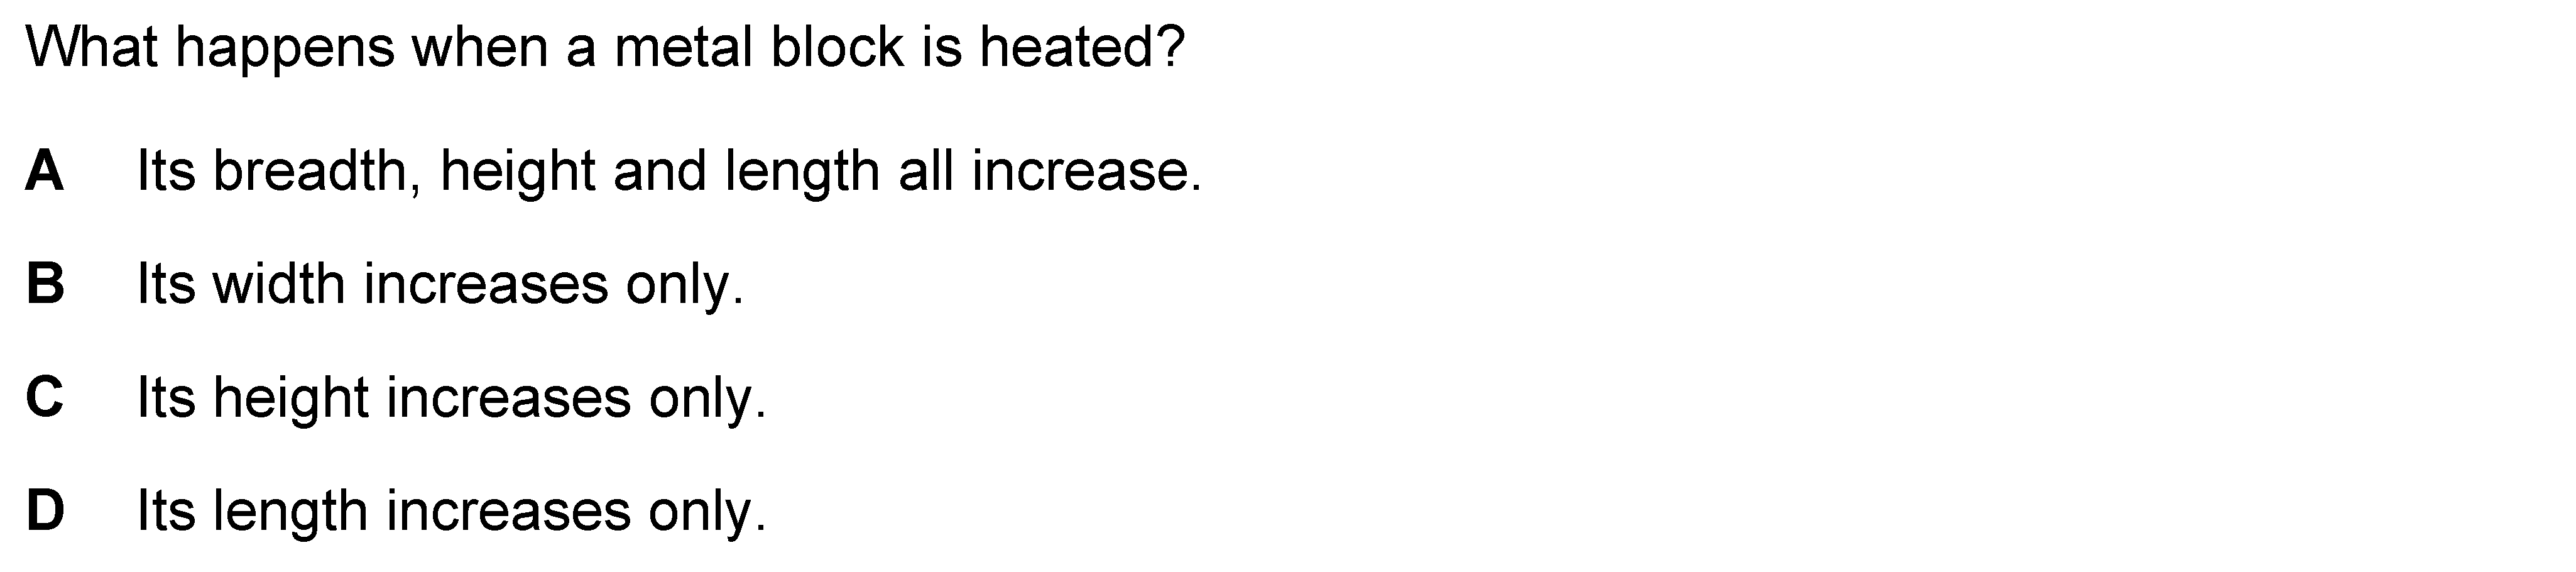 What happens when a metal block is heated?
A Its breadth, height and length all increase.
B Its width increases only.
C Its height increases only.
D Its length increases only.